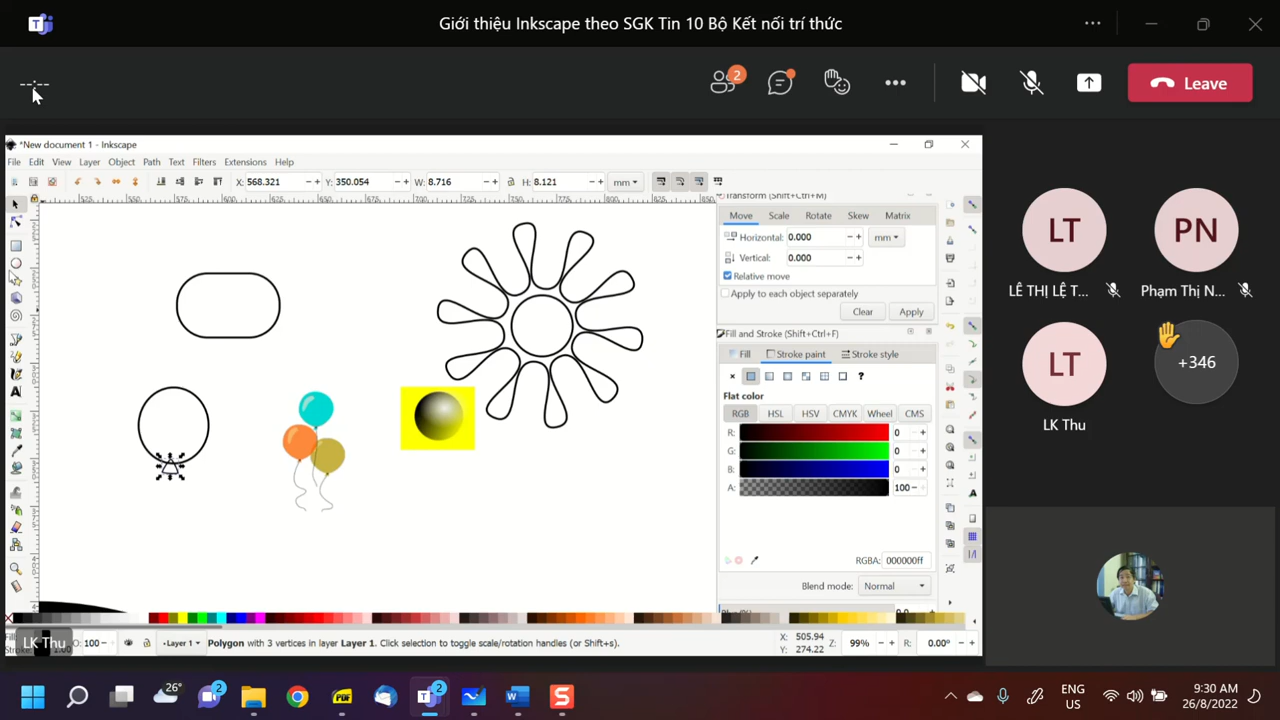 Giới thiệu Inkscape theo SGK Tin 10 Bộ Kết nối trí thức
2
Leave
*New document 1 - Inkscape
File Edit View Layer Object Path Text Filters Extensions Help
X: 568.321 Y: 350.054 W: 8.716 H: 8.121 mm
Transform (Shift+Ctrl+M)
Move Scale Rotate Skew Matrix
Horizontal: 0.000 mm
Vertical: 0.000
Relative move
Apply to each object separately
Clear Apply
Fill and Stroke (Shift+Ctrl+F)
Fill Stroke paint Stroke style
Flat color
RGB HSL HSV CMYK Wheel CMS
R: 0
G: 0
B: 0
A: 100
RGBA: 000000ff
Blend mode: Normal
LK Thu
O: 100 Layer 1 Polygon with 3 vertices in layer Layer 1. Click selection to toggle scale/rotation handles (or Shift+s).
X: 505.94
Y: 274.22
99% R: 0.00°
LT
LÊ THỊ LỆ T...
PN
Phạm Thị N...
LT
LK Thu
+346
26°
2
2
ENG
US
9:30 AM
26/8/2022